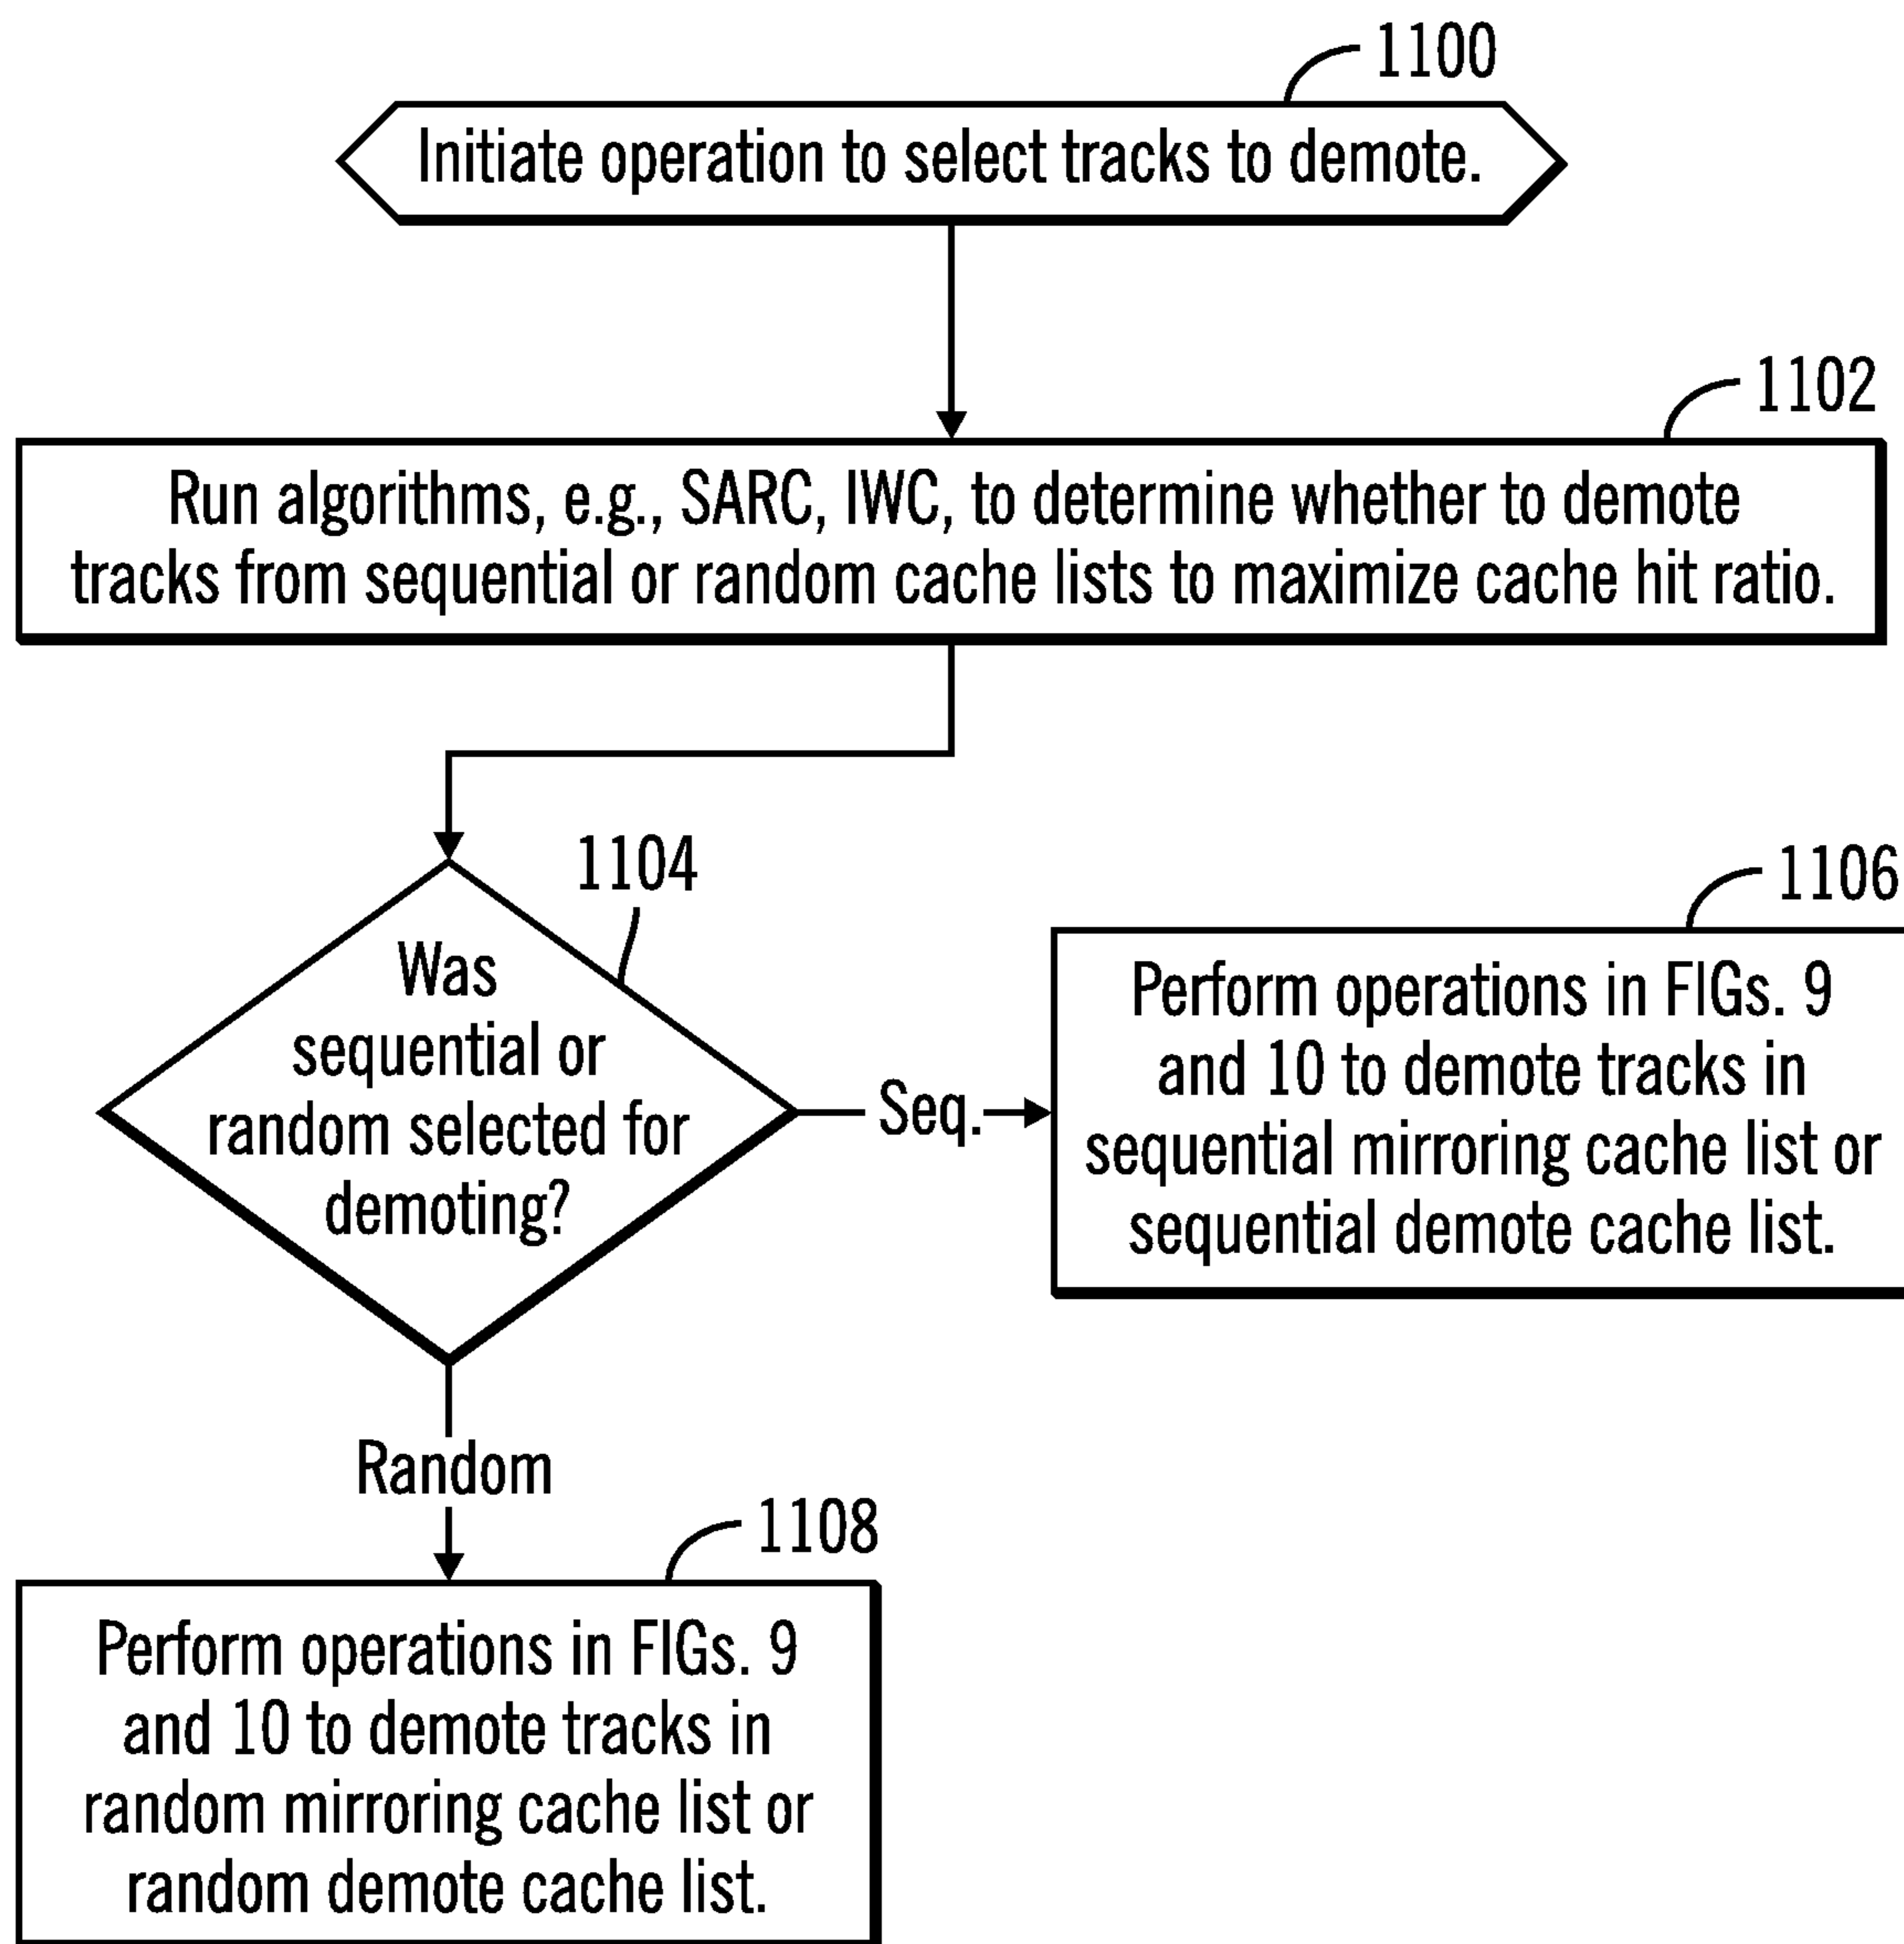 1100
Initiate operation to select tracks to demote.
1102
Run algorithms, e.g., SARC, IWC, to determine whether to demote
tracks from sequential or random cache lists to maximize cache hit ratio.
1104
Was
sequential or
random selected for
demoting?
Seq.
1106
Perform operations in FIGs. 9
and 10 to demote tracks in
sequential mirroring cache list or
sequential demote cache list.
Random
1108
Perform operations in FIGs. 9
and 10 to demote tracks in
random mirroring cache list or
random demote cache list.